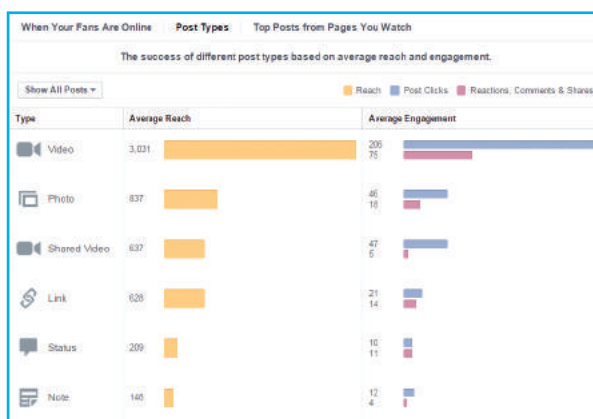 When Your Fans Are Online Post Types Top Posts from Pages You Watch
The success of different post types based on average reach and engagement.
Show All Posts Reach Post Clicks Reactions, Comments & Shares
Type Average Reach Average Engagement
Video 3,031 206
75
Photo 837 46
18
Shared Video 637 47
5
Link 628 21
14
Status 209 10
11
Note 146 12
4